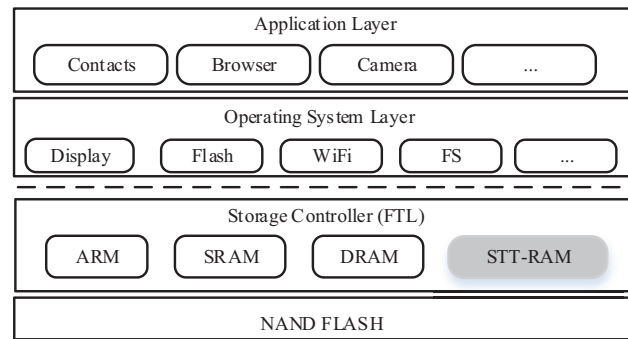 Application Layer
Contacts Browser Camera ...
Operating System Layer
Display Flash WiFi FS ...
Storage Controller (FTL)
ARM SRAM DRAM STT-RAM
NAND FLASH